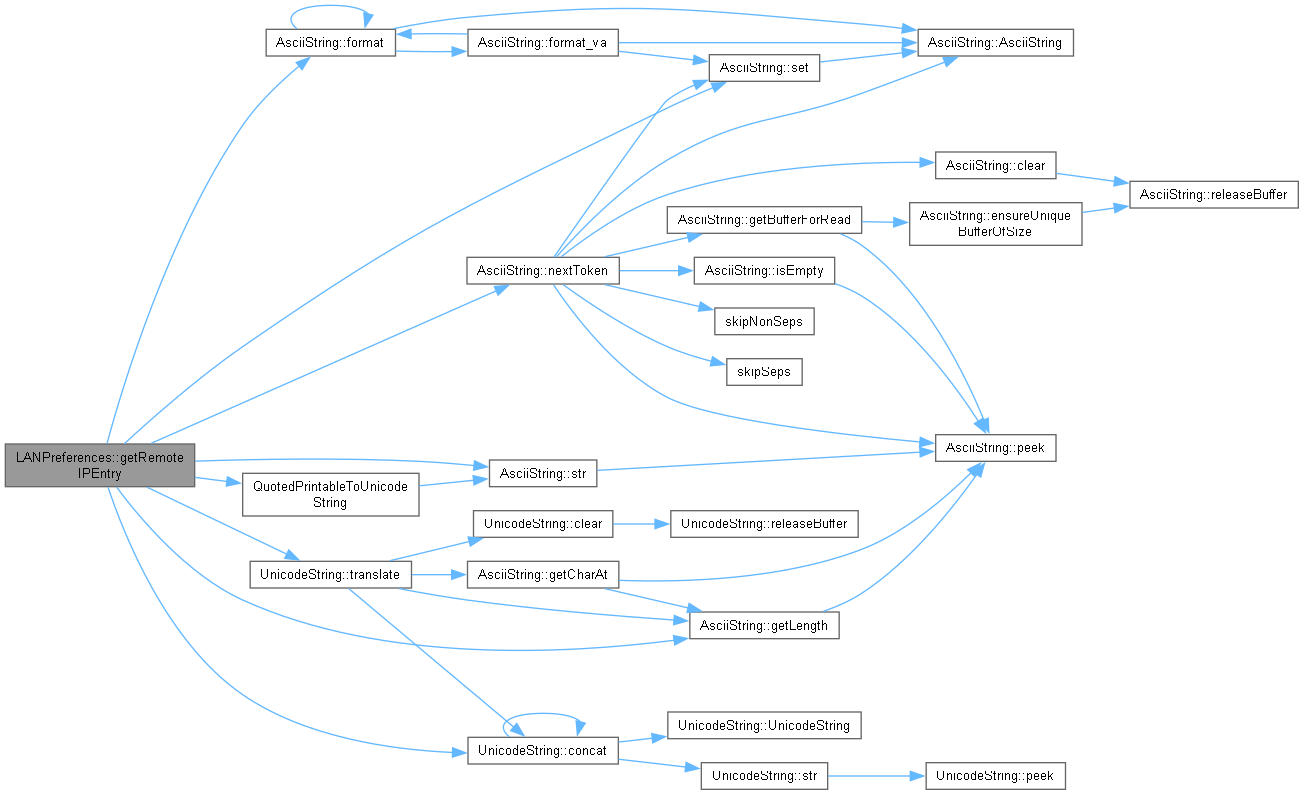 AsciiString::format
AsciiString::format_va
AsciiString::AsciiString
AsciiString::set
AsciiString::clear
AsciiString::releaseBuffer
AsciiString::getBufferForRead
AsciiString::ensureUnique
BufferOfSize
AsciiString::nextToken
AsciiString::isEmpty
skipNonSeps
skipSeps
LANPreferences::getRemote
IPEntry
AsciiString::peek
AsciiString::str
QuotedPrintableToUnicode
String
UnicodeString::clear
UnicodeString::releaseBuffer
UnicodeString::translate
AsciiString::getCharAt
AsciiString::getLength
UnicodeString::UnicodeString
UnicodeString::concat
UnicodeString::str
UnicodeString::peek